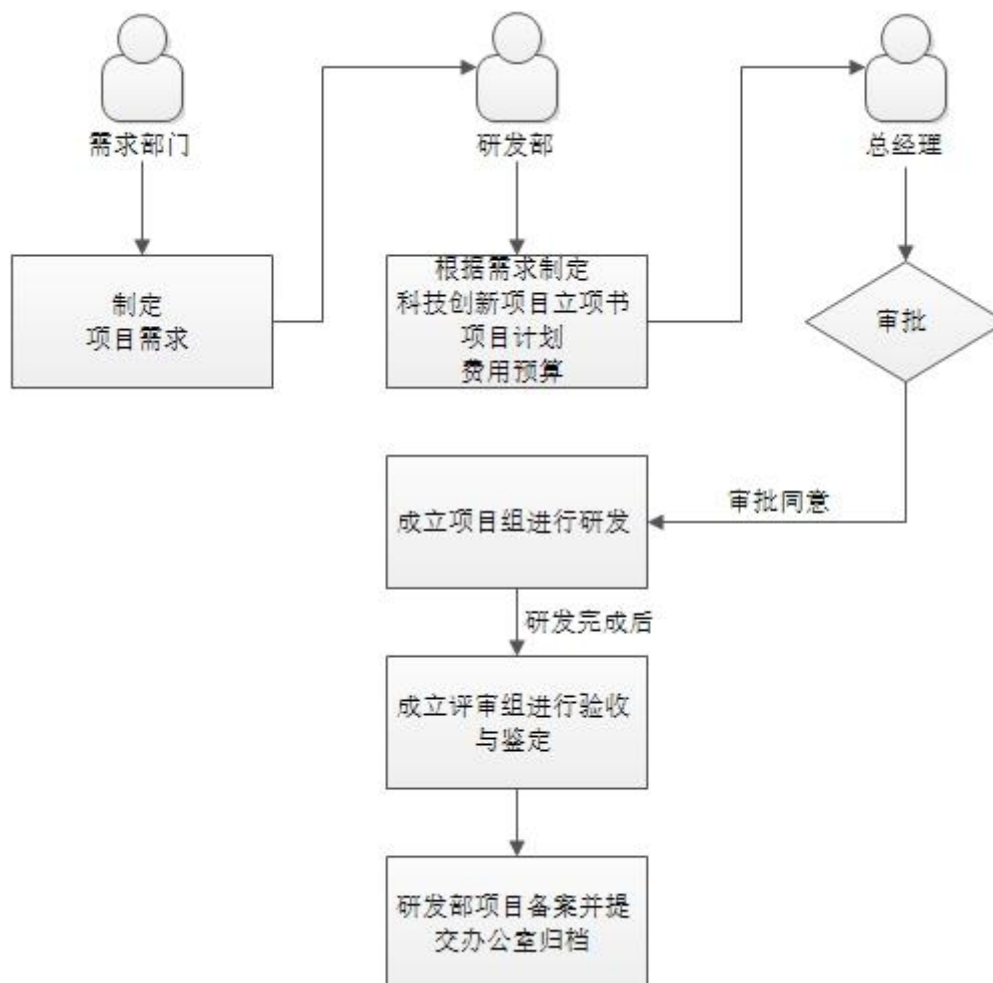 需求部门
研发部
总经理
制定
项目需求
根据需求制定
科技创新项目立项书
项目计划
费用预算
审批
审批同意
成立项目组进行研发
研发完成后
成立评审组进行验收
与鉴定
研发部项目备案并提
交办公室归档